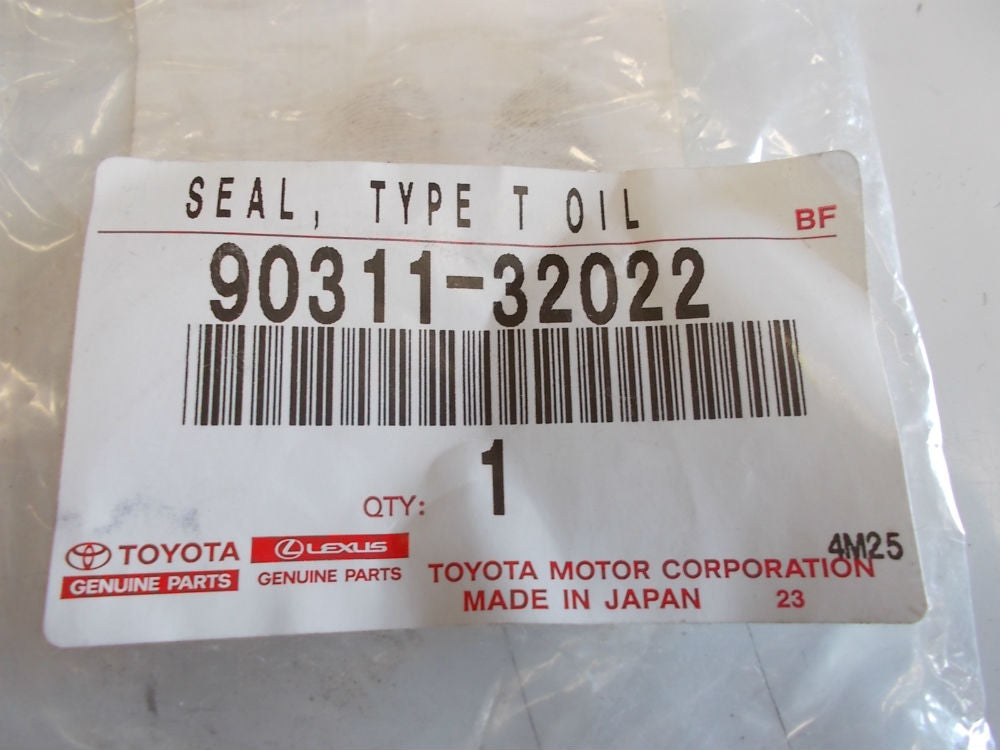 SEAL, TYPE T OIL
BF
90311-32022
QTY: 1
4M25
TOYOTA
GENUINE PARTS
LEXUS
GENUINE PARTS
TOYOTA MOTOR CORPORATION
MADE IN JAPAN 23